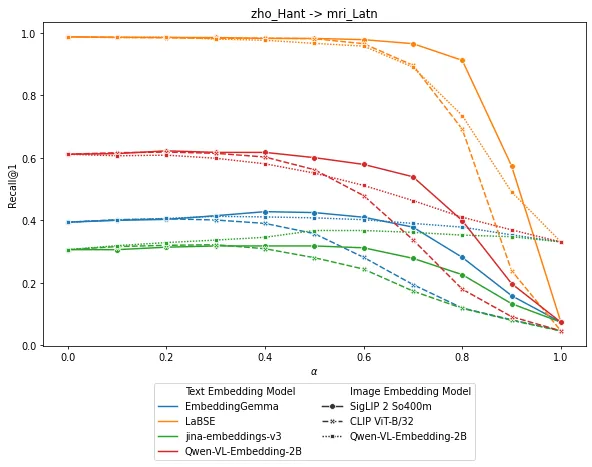 zho_Hant -> mri_Latn
Recall@1
1.0
0.8
0.6
0.4
0.2
0.0
0.0 0.2 0.4 0.6 0.8 1.0
α
Text Embedding Model
EmbeddingGemma
LaBSE
jina-embeddings-v3
Qwen-VL-Embedding-2B
Image Embedding Model
SigLIP 2 So400m
CLIP ViT-B/32
Qwen-VL-Embedding-2B